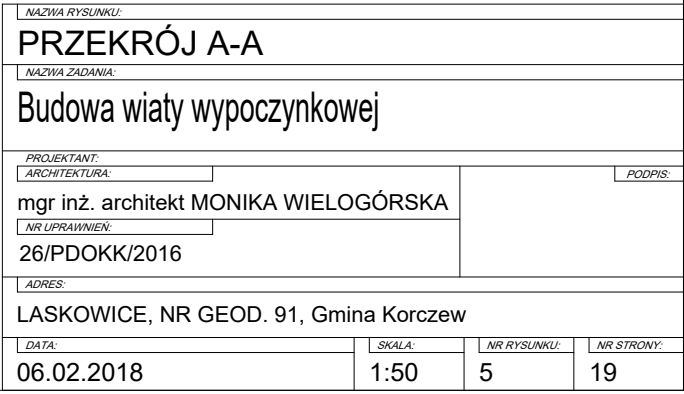 NAZWA RYSUNKU:
PRZEKRÓJ A-A
NAZWA ZADANIA:
Budowa wiaty wypoczynkowej
PROJEKTANT:
ARCHITEKTURA: PODPIS:
mgr inż. architekt MONIKA WIELOGÓRSKA
NR UPRAWNIEŃ:
26/PDOKK/2016
ADRES:
LASKOWICE, NR GEOD. 91, Gmina Korczew
DATA: SKALA: NR RYSUNKU: NR STRONY:
06.02.2018 1:50 5 19